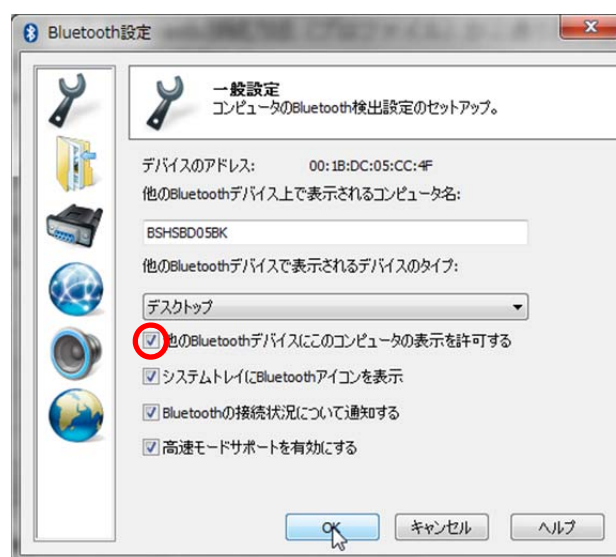 Bluetooth設定
一般設定
コンピュータのBluetooth検出設定のセットアップ。
デバイスのアドレス: 00:1B:DC:05:CC:4F
他のBluetoothデバイス上で表示されるコンピュータ名:
BSHSBD05BK
他のBluetoothデバイスで表示されるデバイスのタイプ:
デスクトップ
他のBluetoothデバイスにこのコンピュータの表示を許可する
システムトレイにBluetoothアイコンを表示
Bluetoothの接続状況について通知する
高速モードサポートを有効にする
OK キャンセル ヘルプ